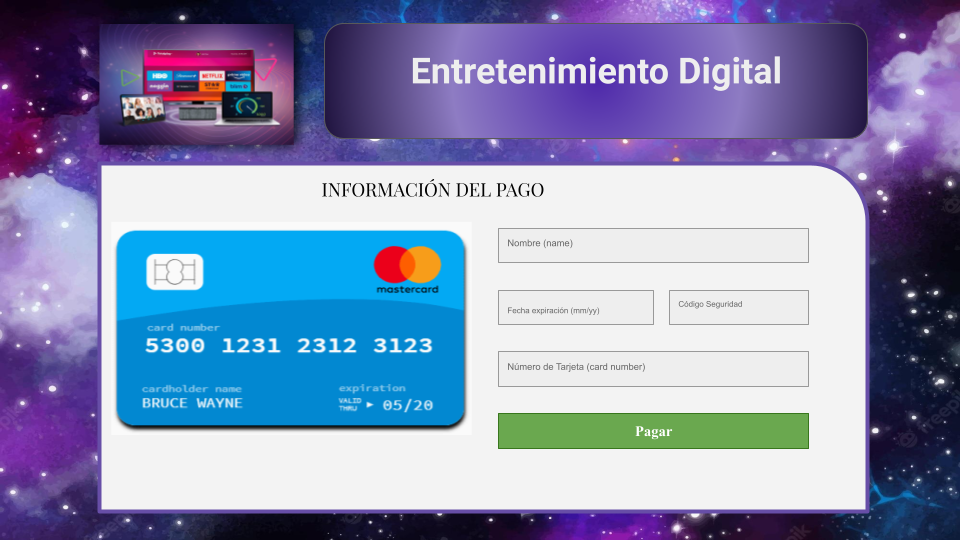 Entretenimiento Digital
HBO
NETFLIX
INFORMACIÓN DEL PAGO
mastercard
card number
5300 1231 2312 3123
cardholder name
BRUCE WAYNE
expiration
VALID THRU ► 05/20
Nombre (name)
Fecha expiración (mm/yy)
Código Seguridad
Número de Tarjeta (card number)
Pagar